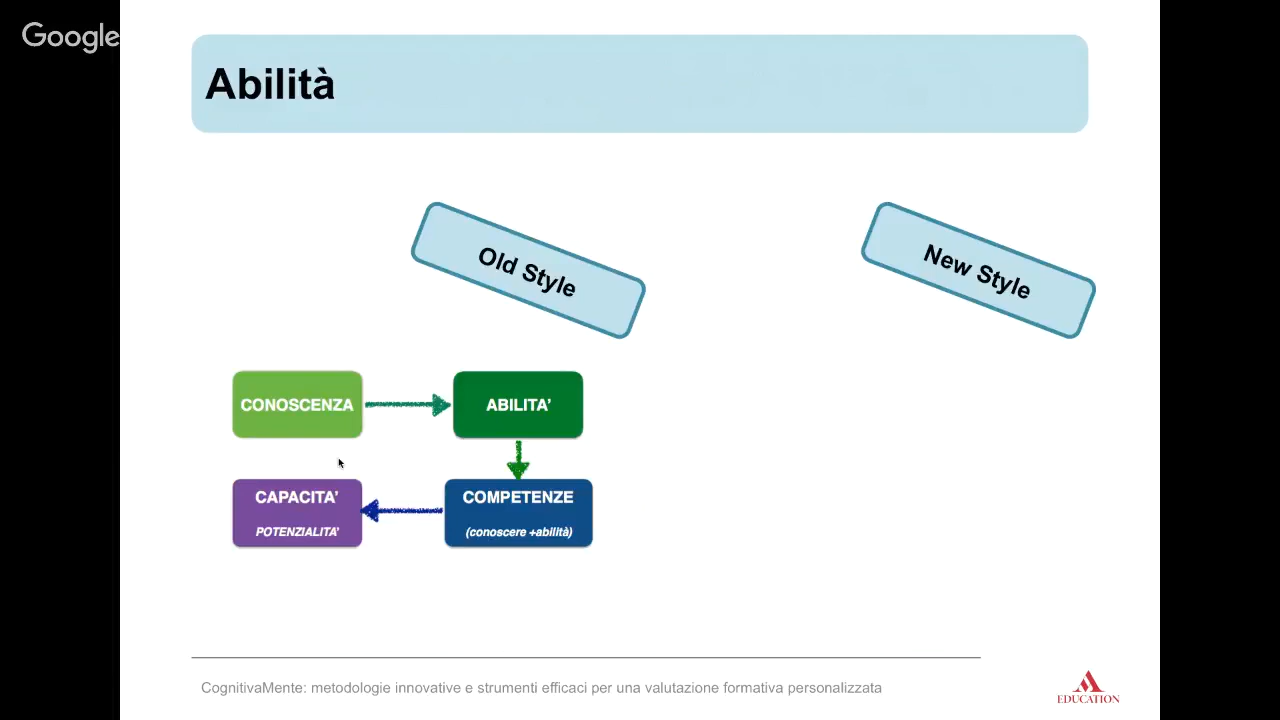 Google
Abilità
Old Style
New Style
CONOSCENZA
ABILITA'
CAPACITA'
POTENZIALITA'
COMPETENZE
(conoscere +abilità)
CognitivaMente: metodologie innovative e strumenti efficaci per una valutazione formativa personalizzata
EDUCATION